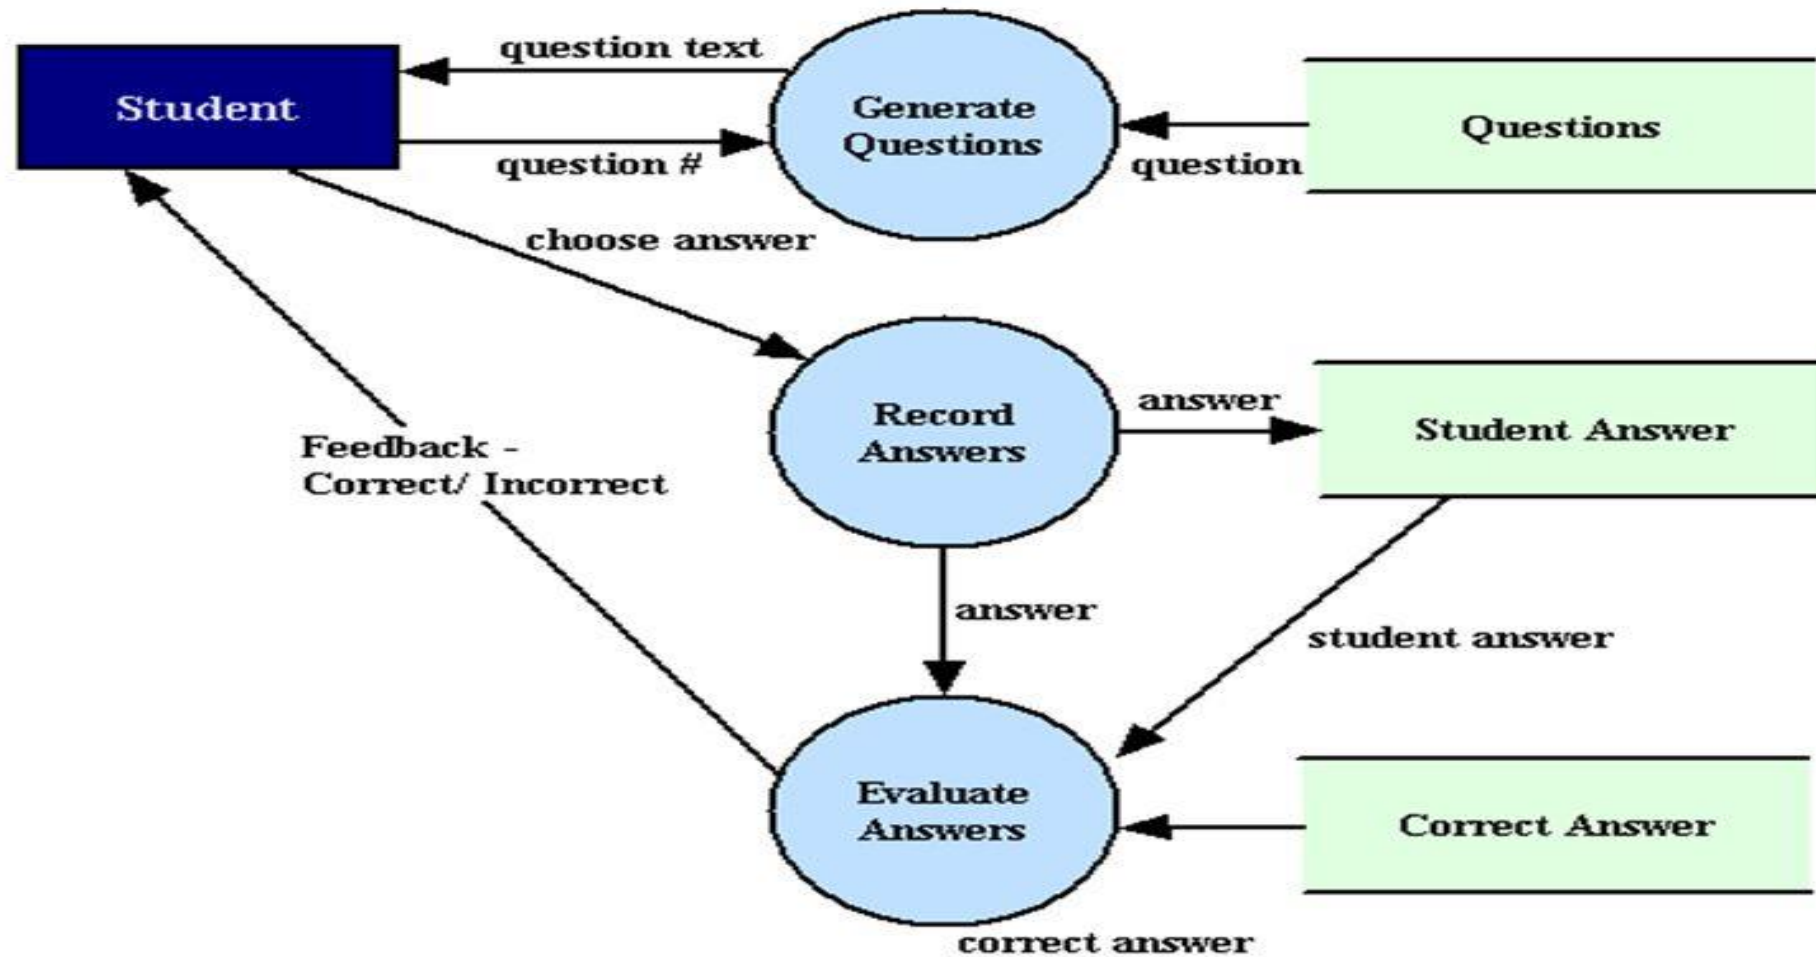 question text
Student
Generate
Questions
Questions
question #
question
choose answer
Record
Answers
answer
Student Answer
Feedback -
Correct/ Incorrect
answer
student answer
Evaluate
Answers
Correct Answer
correct answer